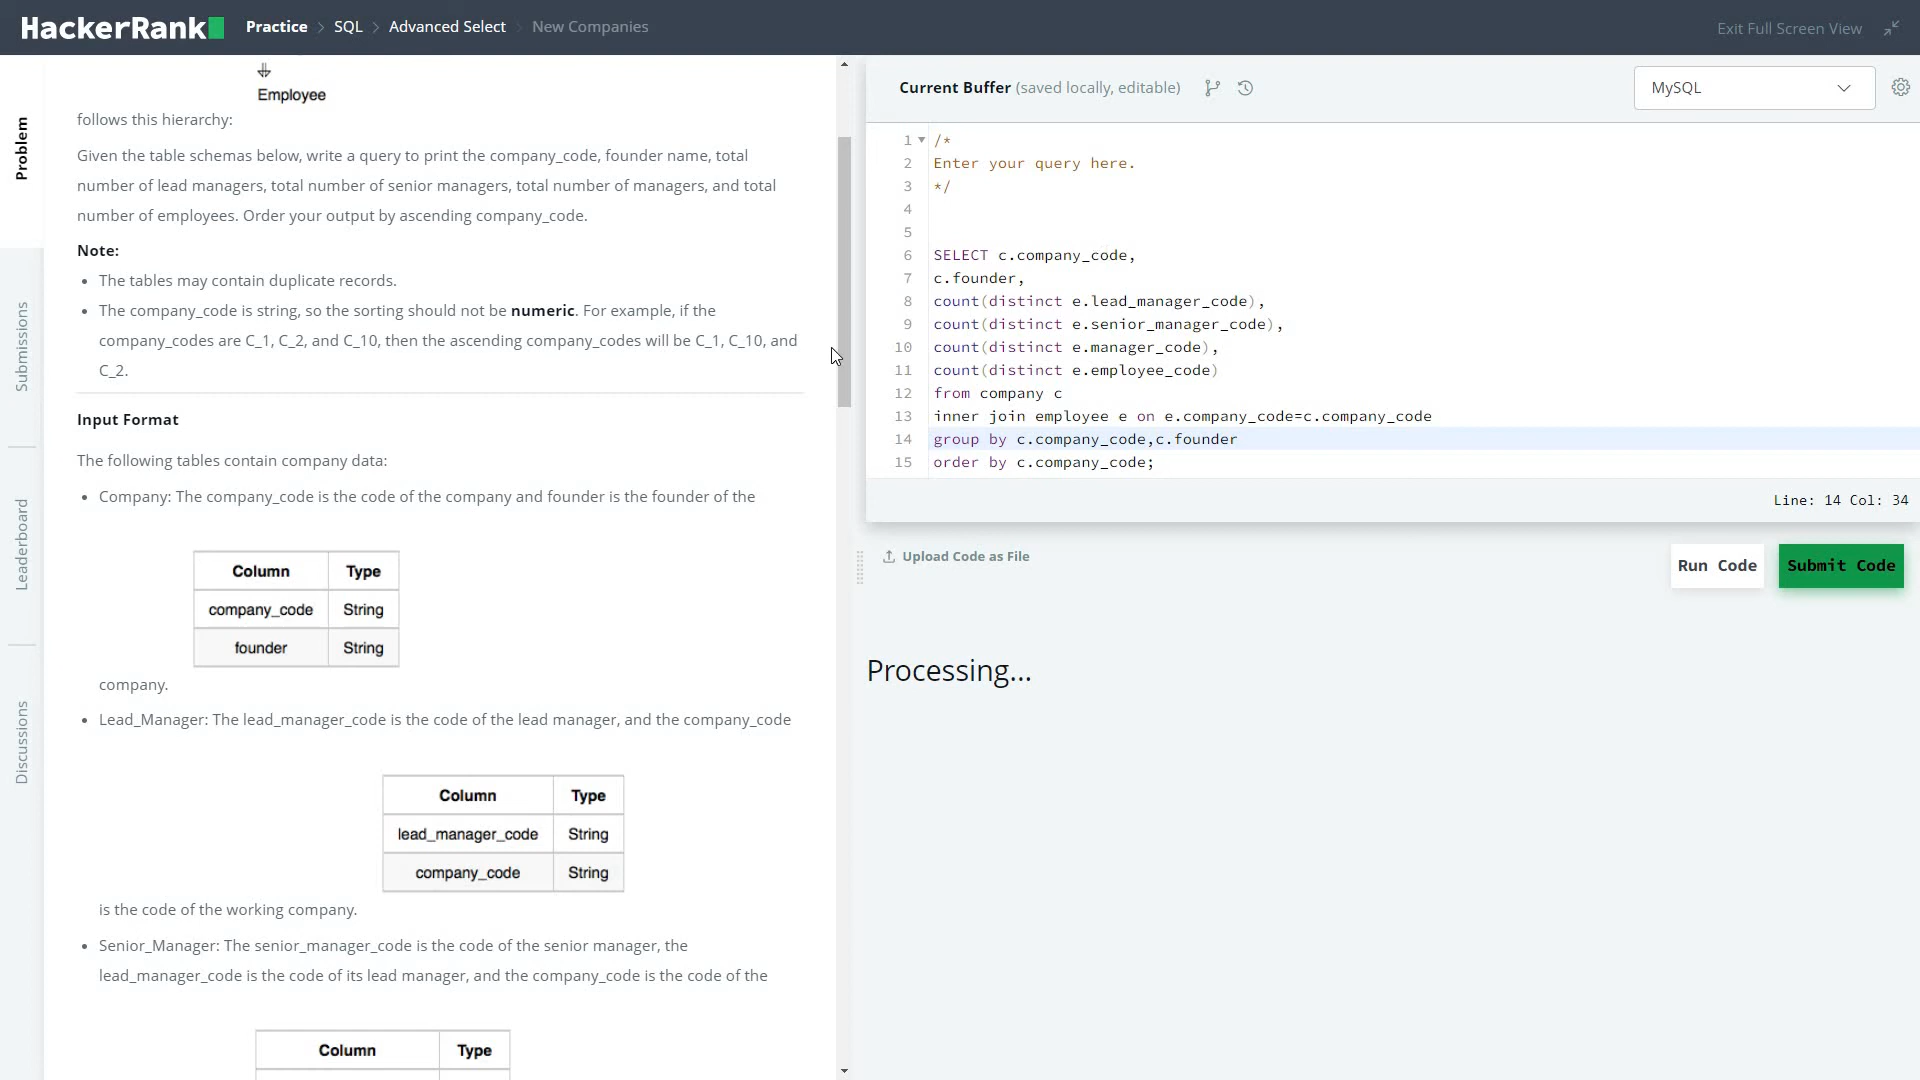 HackerRank
Practice > SQL > Advanced Select > New Companies
Exit Full Screen View
Problem
Submissions
Leaderboard
Discussions
Employee
follows this hierarchy:
Given the table schemas below, write a query to print the company_code, founder name, total
number of lead managers, total number of senior managers, total number of managers, and total
number of employees. Order your output by ascending company_code.
Note:
• The tables may contain duplicate records.
• The company_code is string, so the sorting should not be numeric. For example, if the
company_codes are C_1, C_2, and C_10, then the ascending company_codes will be C_1, C_10, and
C_2.
Input Format
The following tables contain company data:
• Company: The company_code is the code of the company and founder is the founder of the
Column Type
company_code String
founder String
company.
• Lead_Manager: The lead_manager_code is the code of the lead manager, and the company_code
Column Type
lead_manager_code String
company_code String
is the code of the working company.
• Senior_Manager: The senior_manager_code is the code of the senior manager, the
lead_manager_code is the code of its lead manager, and the company_code is the code of the
Column Type
Current Buffer (saved locally, editable)
MySQL
1 /*
2 Enter your query here.
3 */
4
5
6 SELECT c.company_code,
7 c.founder,
8 count(distinct e.lead_manager_code),
9 count(distinct e.senior_manager_code),
10 count(distinct e.manager_code),
11 count(distinct e.employee_code)
12 from company c
13 inner join employee e on e.company_code=c.company_code
14 group by c.company_code,c.founder
15 order by c.company_code;
Line: 14 Col: 34
Upload Code as File
Run Code
Submit Code
Processing...